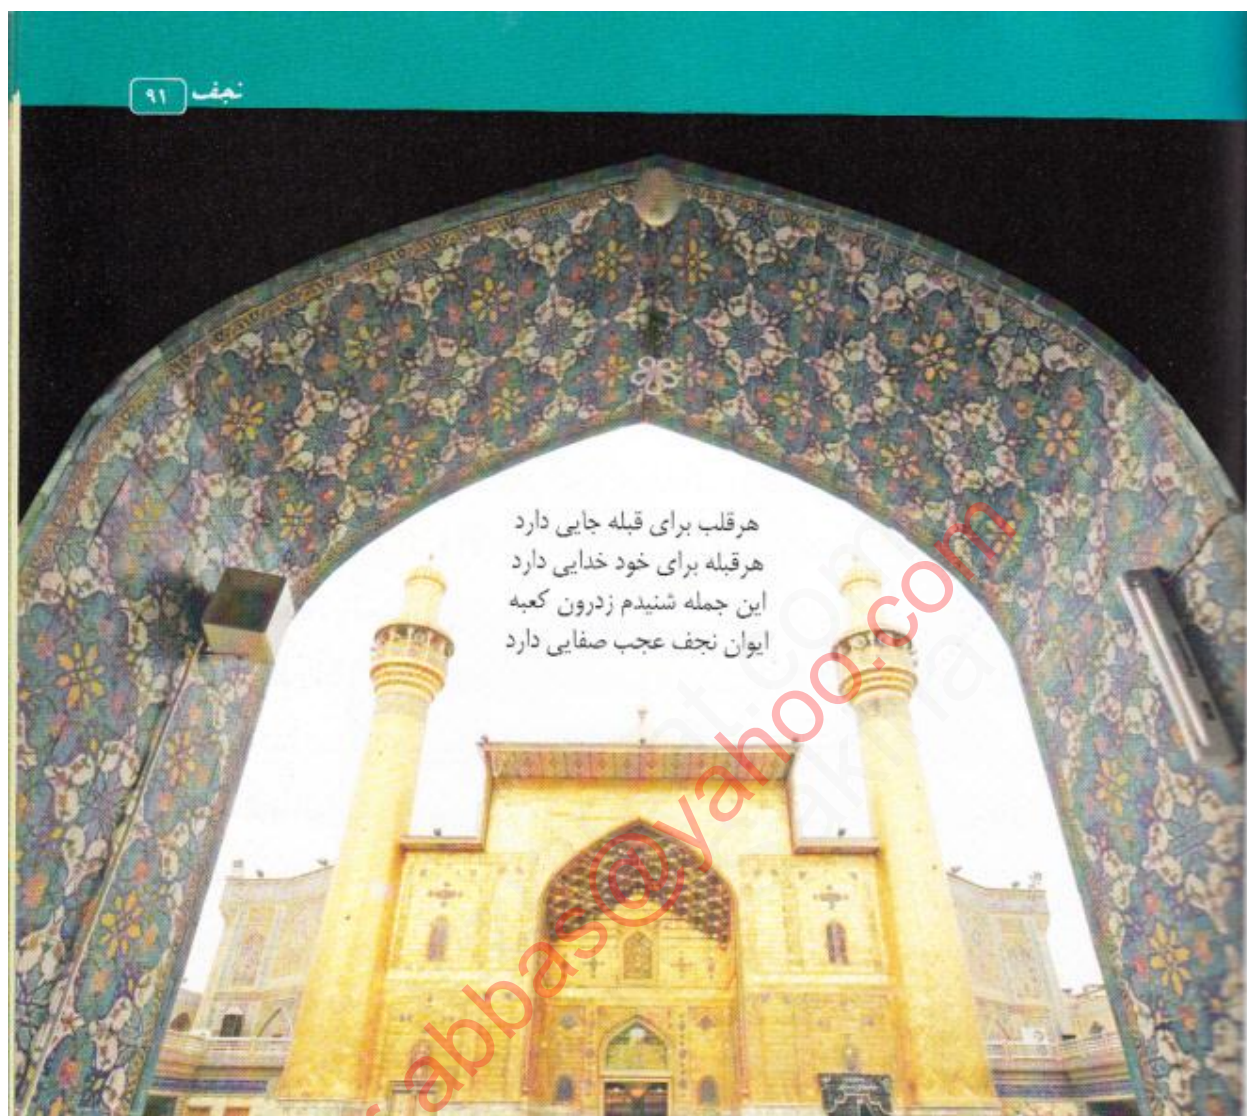 نجف ۹۱
هرقلب برای قبله جایی دارد
هرقبله برای خود خدایی دارد
این جمله شنیدم زدرون کعبه
ایوان نجف عجب صفایی دارد
abbas@yahoo.com